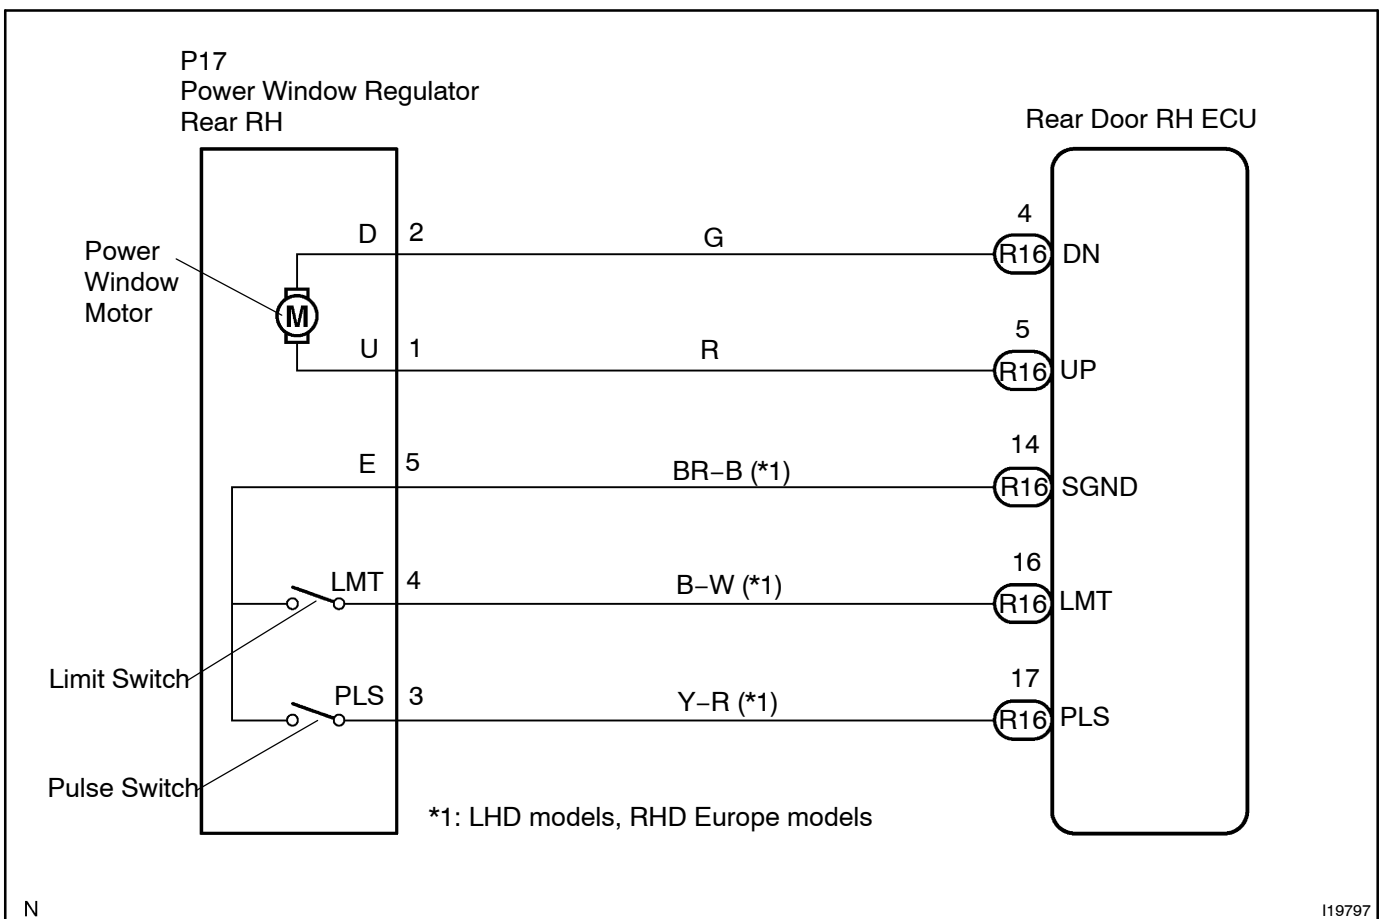 P17
Power Window Regulator
Rear RH
Rear Door RH ECU
Power
Window
Motor
M
D 2 G 4 R16 DN
U 1 R 5 R16 UP
E 5 BR−B (*1) 14 R16 SGND
LMT 4 B−W (*1) 16 R16 LMT
Limit Switch
PLS 3 Y−R (*1) 17 R16 PLS
Pulse Switch
*1: LHD models, RHD Europe models
N
I19797